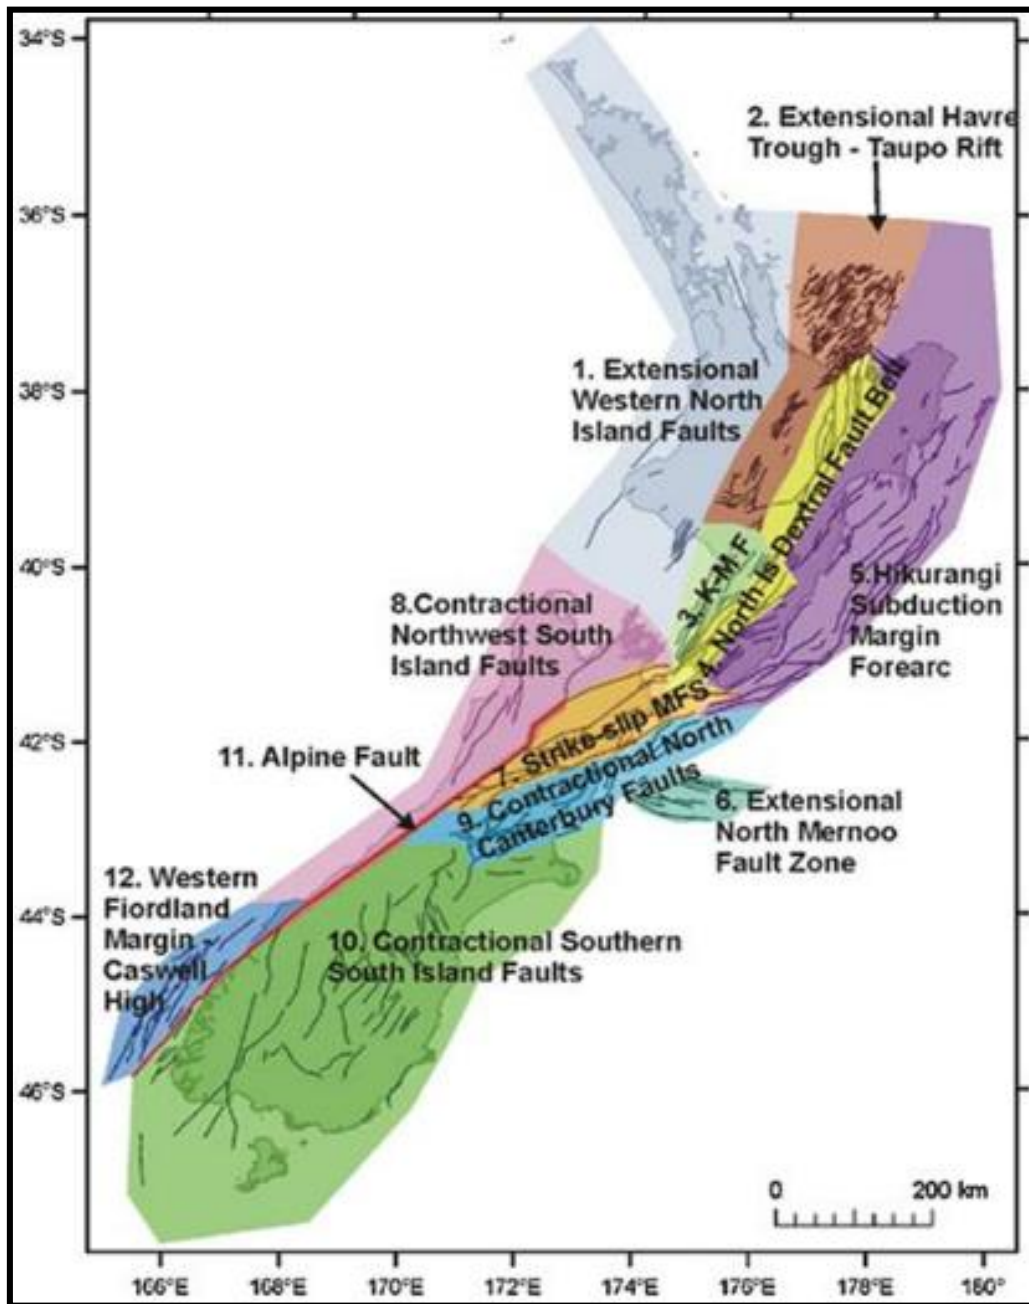 34°S
36°S
38°S
40°S
42°S
44°S
46°S
2. Extensional Havre
Trough - Taupo Rift
1. Extensional
Western North
Island Faults
3. K-M F
4. North Is Dextral Fault Belt
5.Hikurangi
Subduction
Margin
Forearc
8.Contractional
Northwest South
Island Faults
7. Strike-slip MFS
11. Alpine Fault
9. Contractional North
Canterbury Faults
6. Extensional
North Mernoo
Fault Zone
12. Western
Fiordland
Margin -
Caswell
High
10. Contractional Southern
South Island Faults
0 200 km
166°E 168°E 170°E 172°E 174°E 176°E 178°E 160°